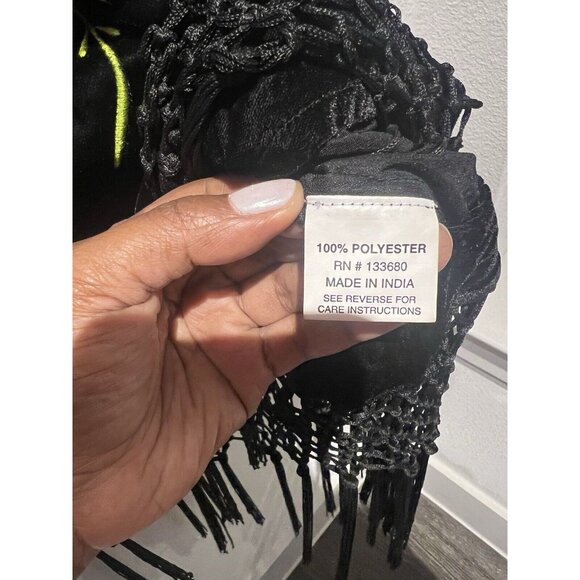 100% POLYESTER
RN # 133680
MADE IN INDIA
SEE REVERSE FOR
CARE INSTRUCTIONS